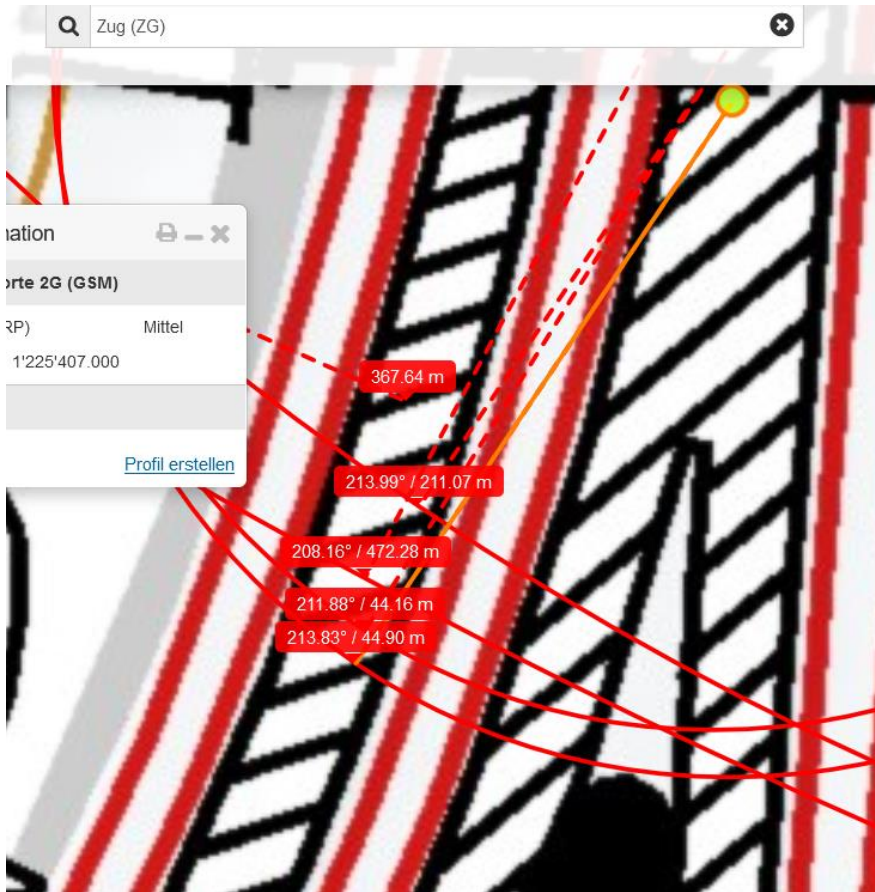 Zug (ZG)
nation
orte 2G (GSM)
RP) Mittel
1'225'407.000
Profil erstellen
367.64 m
213.99° / 211.07 m
208.16° / 472.28 m
211.88° / 44.16 m
213.83° / 44.90 m